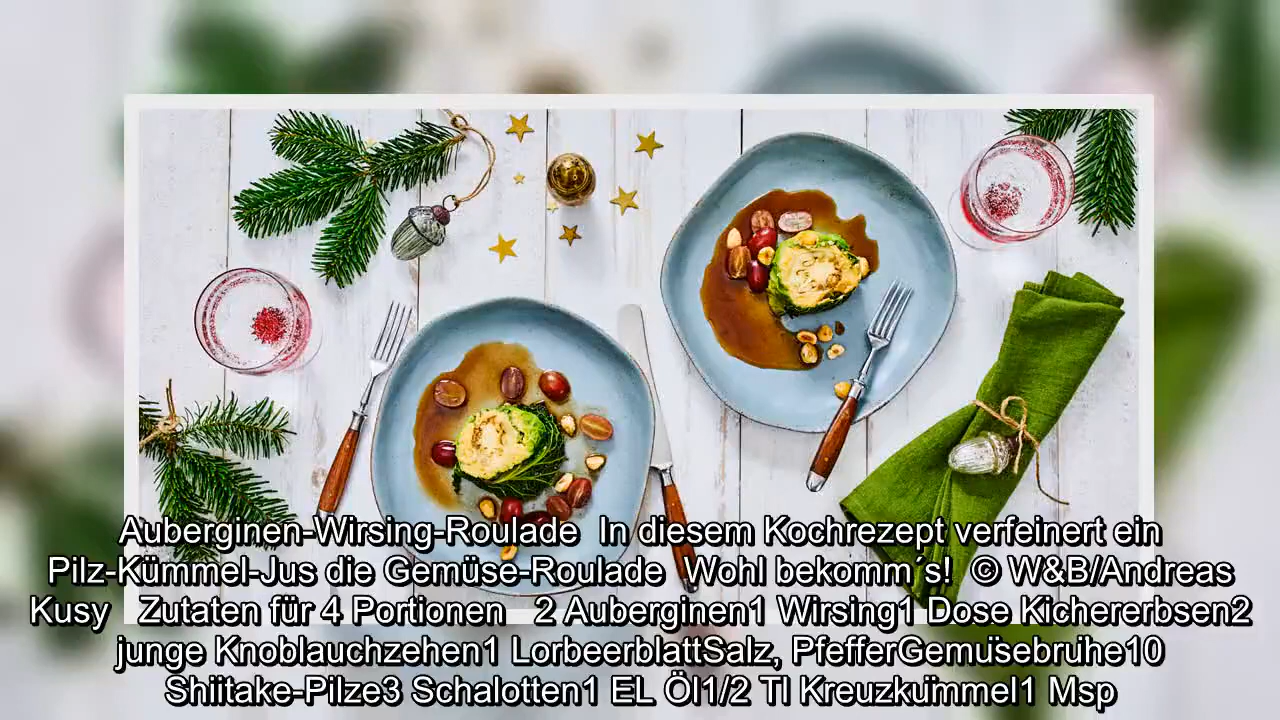 Auberginen-Wirsing-Roulade  In diesem Kochrezept verfeinert ein
Pilz-Kümmel-Jus die Gemüse-Roulade  Wohl bekomm´s!  © W&B/Andreas
Kusy   Zutaten für 4 Portionen   2 Auberginen1 Wirsing1 Dose Kichererbsen2
junge Knoblauchzehen1 LorbeerblattSalz, PfefferGemüsebrühe10
Shiitake-Pilze3 Schalotten1 EL Öl1/2 Tl Kreuzkümmel1 Msp